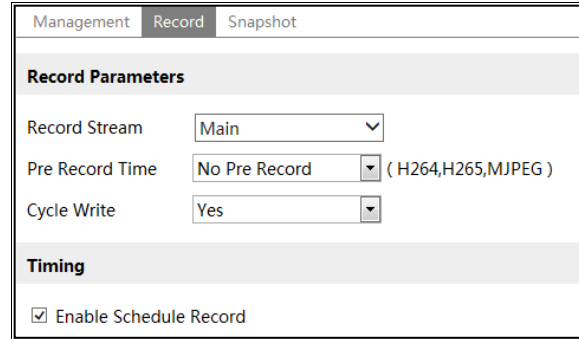 Management Record Snapshot
Record Parameters
Record Stream Main
Pre Record Time No Pre Record ( H264,H265,MJPEG )
Cycle Write Yes
Timing
Enable Schedule Record